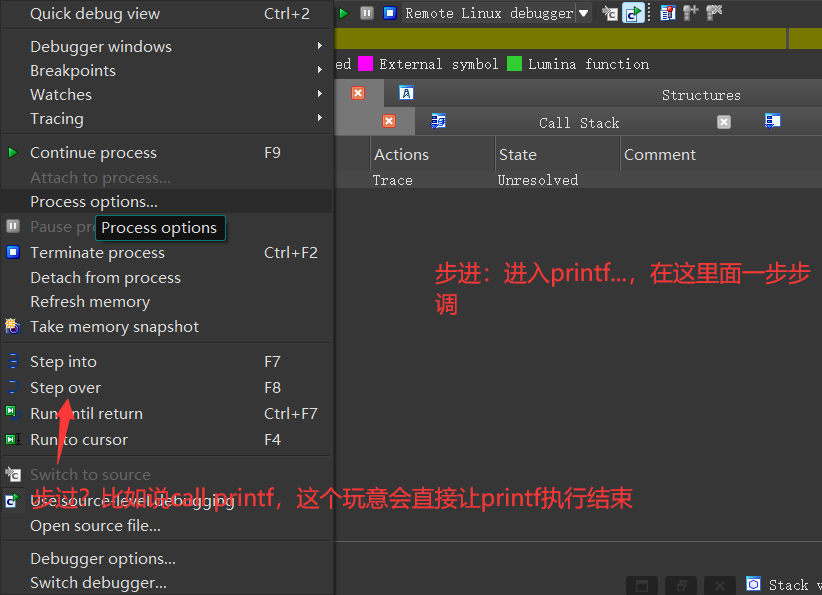 Quick debug view Ctrl+2
Remote Linux debugger
Debugger windows
ed External symbol Lumina function
Breakpoints
Watches
A Structures
Tracing
Call Stack
Continue process F9
Actions State Comment
Attach to process...
Trace Unresolved
Process options...
Pause pr
Process options
Terminate process Ctrl+F2
Detach from process
步进：进入printf...，在这里面一步步
调
Refresh memory
Take memory snapshot
Step into F7
Step over F8
Run until return Ctrl+F7
Run to cursor F4
Switch to source
步过？比如说call printf，这个玩意会直接让printf执行结束
Use source-level debugging
Open source file...
Debugger options...
Switch debugger...
Stack v